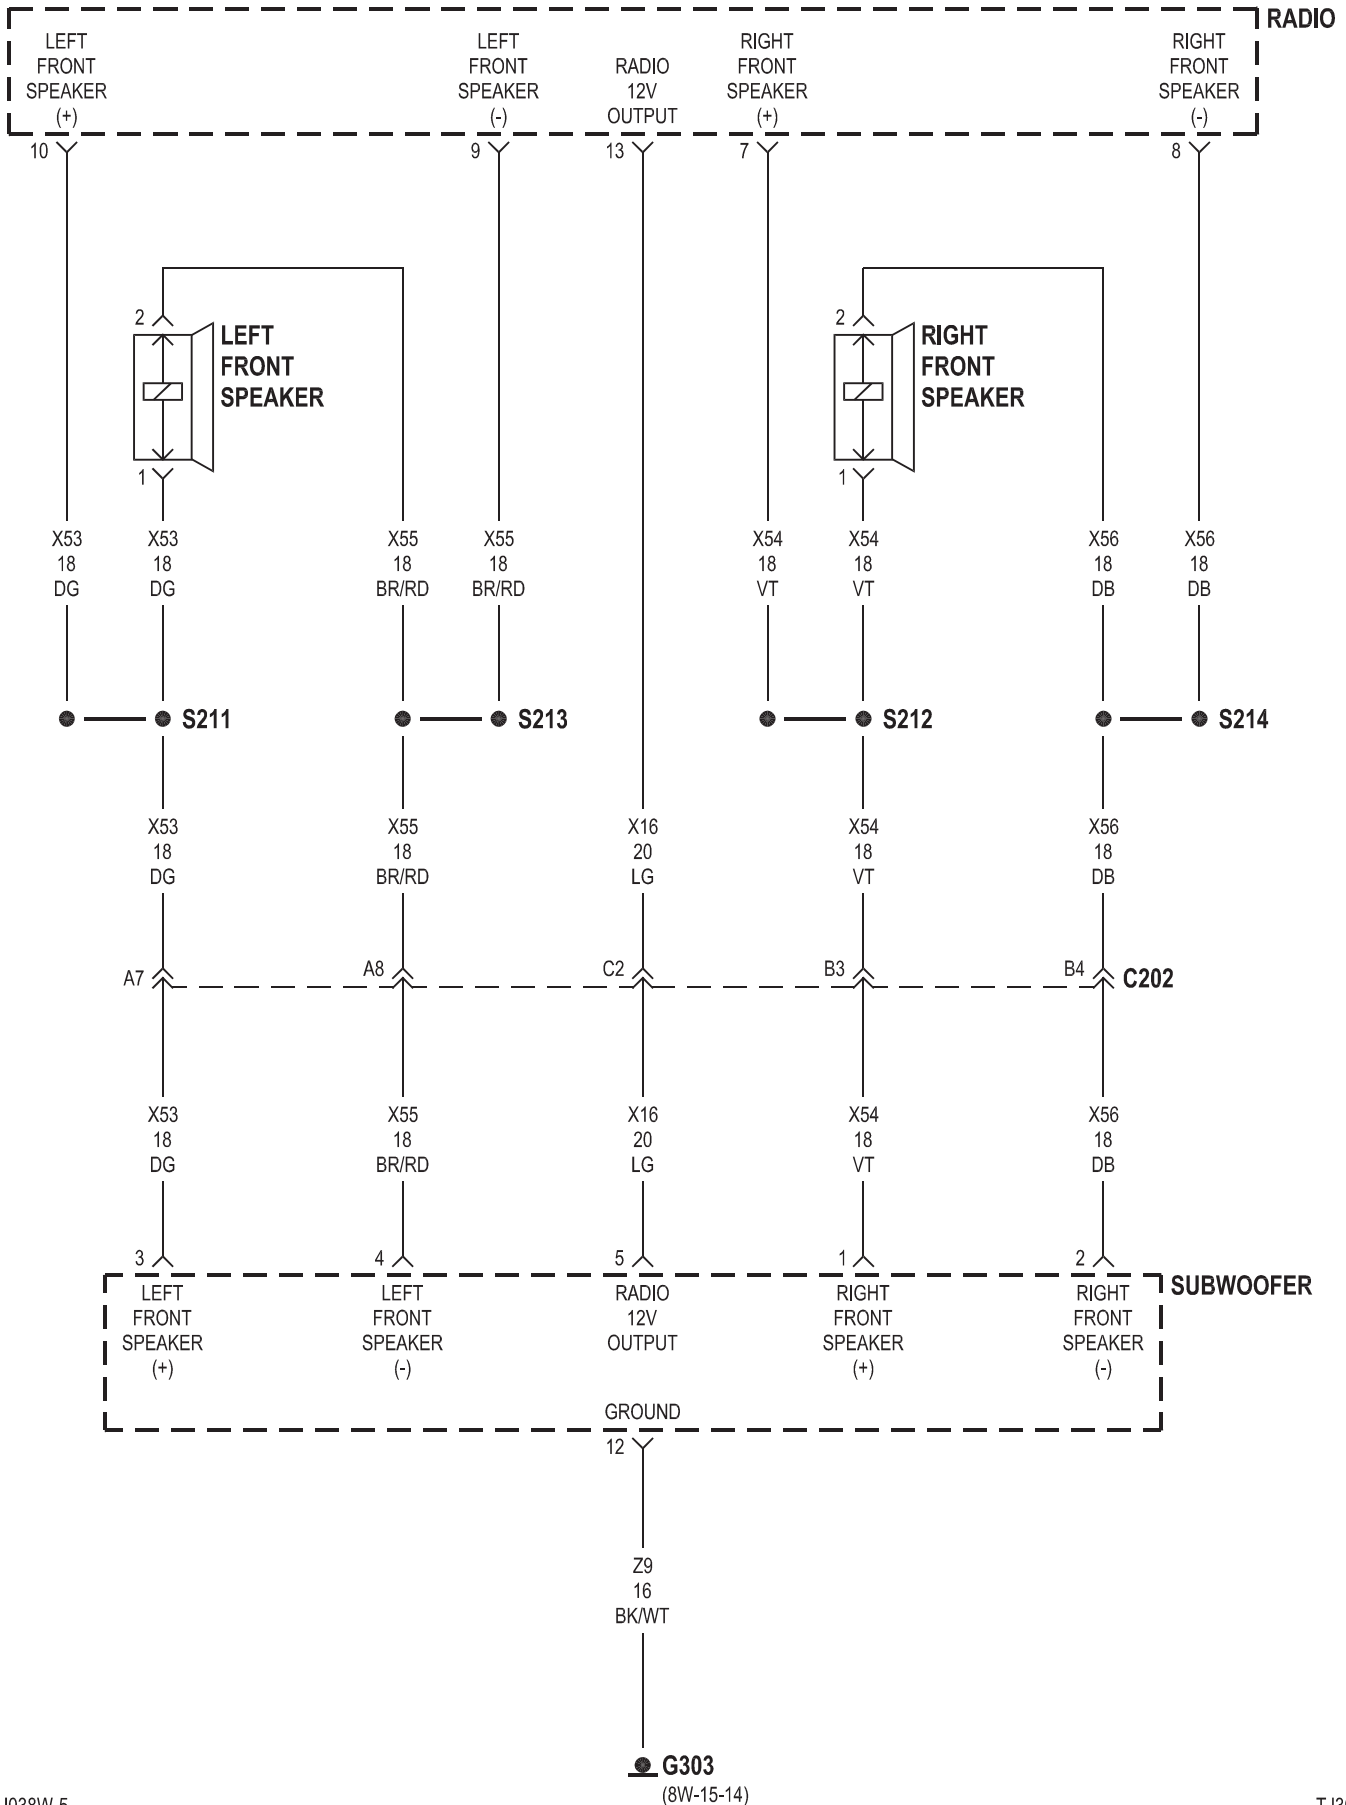 RADIO
LEFT
FRONT
SPEAKER
(+)
LEFT
FRONT
SPEAKER
(-)
RADIO
12V
OUTPUT
RIGHT
FRONT
SPEAKER
(+)
RIGHT
FRONT
SPEAKER
(-)
10
9
13
7
8
2
LEFT
FRONT
SPEAKER
1
2
RIGHT
FRONT
SPEAKER
1
X53
18
DG
X53
18
DG
X55
18
BR/RD
X55
18
BR/RD
X54
18
VT
X54
18
VT
X56
18
DB
X56
18
DB
S211
S213
S212
S214
X53
18
DG
X55
18
BR/RD
X16
20
LG
X54
18
VT
X56
18
DB
A7
A8
C2
B3
B4
C202
X53
18
DG
X55
18
BR/RD
X16
20
LG
X54
18
VT
X56
18
DB
3
4
5
1
2
SUBWOOFER
LEFT
FRONT
SPEAKER
(+)
LEFT
FRONT
SPEAKER
(-)
RADIO
12V
OUTPUT
RIGHT
FRONT
SPEAKER
(+)
RIGHT
FRONT
SPEAKER
(-)
GROUND
12
Z9
16
BK/WT
G303
(8W-15-14)